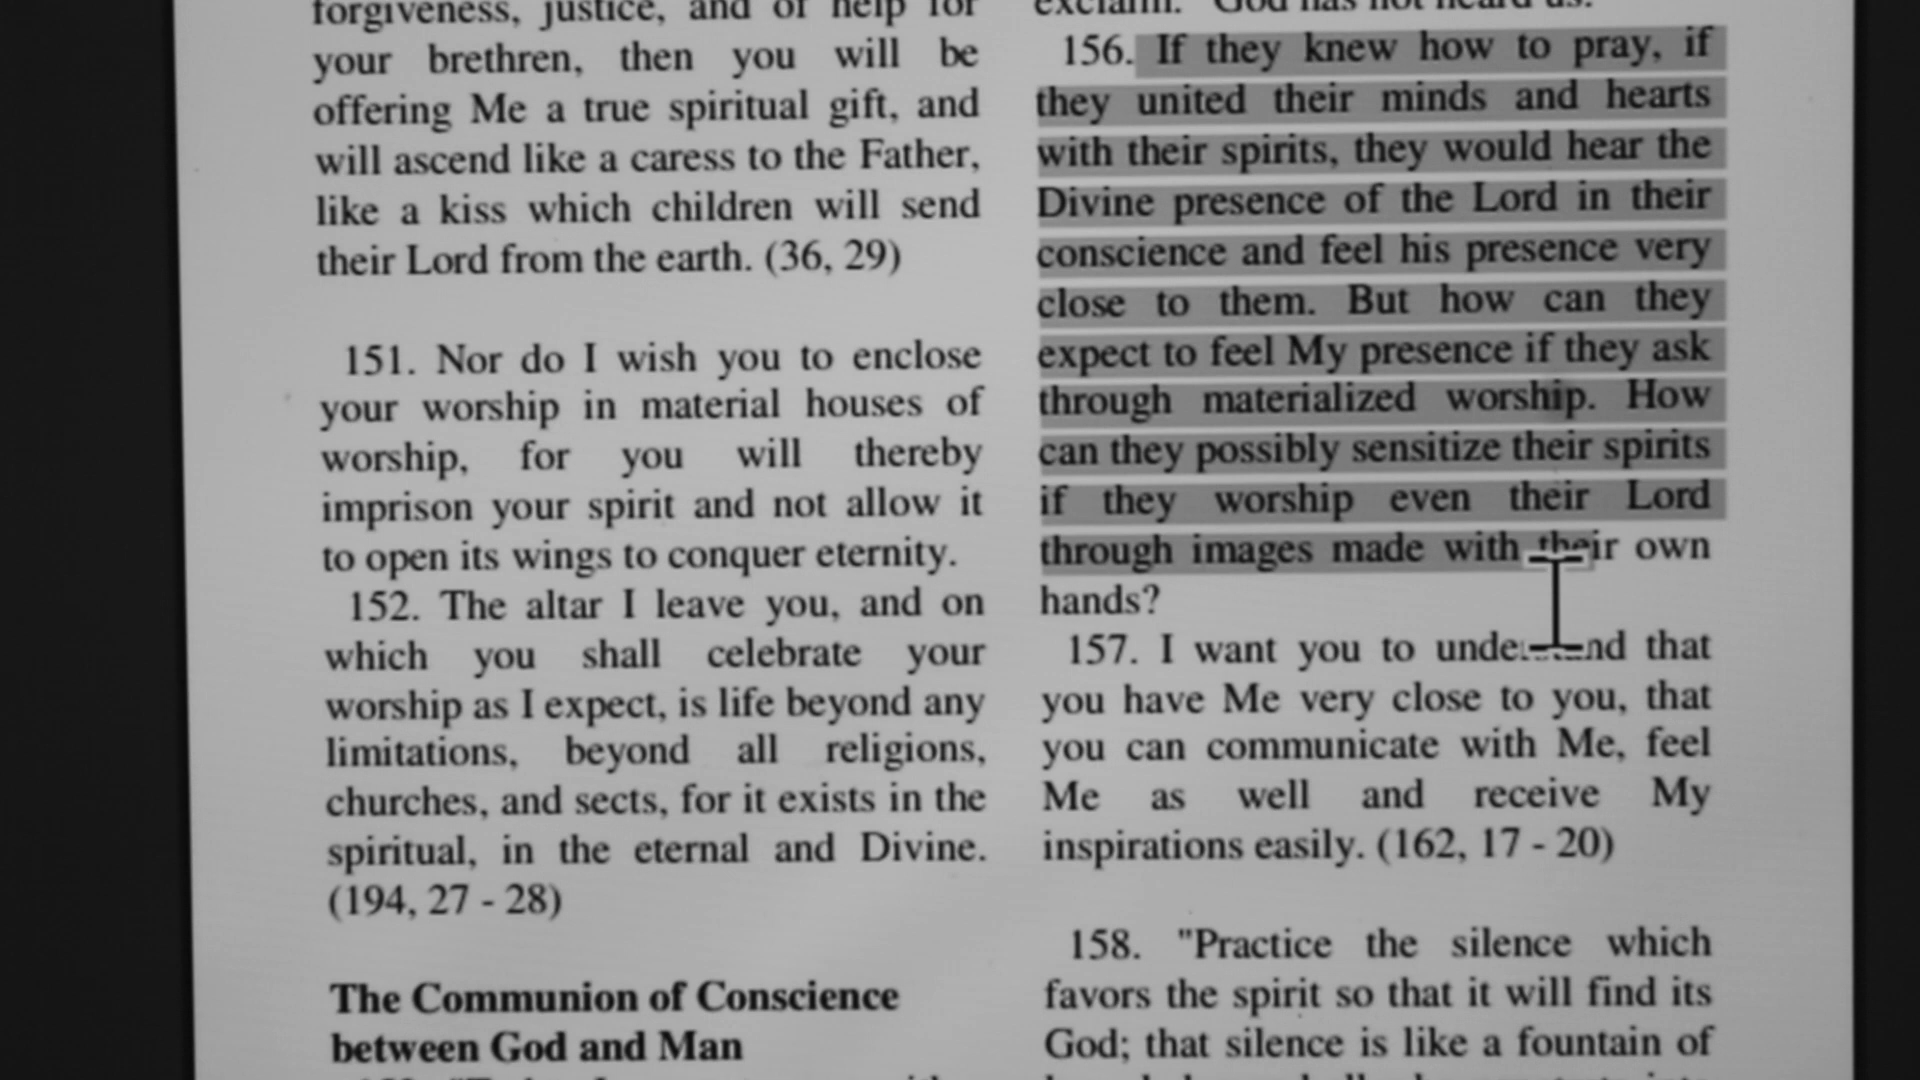 forgiveness, justice, and of help for
your brethren, then you will be
offering Me a true spiritual gift, and
will ascend like a caress to the Father,
like a kiss which children will send
their Lord from the earth. (36, 29)
151. Nor do I wish you to enclose
your worship in material houses of
worship, for you will thereby
imprison your spirit and not allow it
to open its wings to conquer eternity.
152. The altar I leave you, and on
which you shall celebrate your
worship as I expect, is life beyond any
limitations, beyond all religions,
churches, and sects, for it exists in the
spiritual, in the eternal and Divine.
(194, 27 - 28)
The Communion of Conscience
between God and Man
exclaim: "God has not heard us."
156. If they knew how to pray, if
they united their minds and hearts
with their spirits, they would hear the
Divine presence of the Lord in their
conscience and feel his presence very
close to them. But how can they
expect to feel My presence if they ask
through materialized worship. How
can they possibly sensitize their spirits
if they worship even their Lord
through images made with their own
hands?
157. I want you to understand that
you have Me very close to you, that
you can communicate with Me, feel
Me as well and receive My
inspirations easily. (162, 17 - 20)
158. "Practice the silence which
favors the spirit so that it will find its
God; that silence is like a fountain of